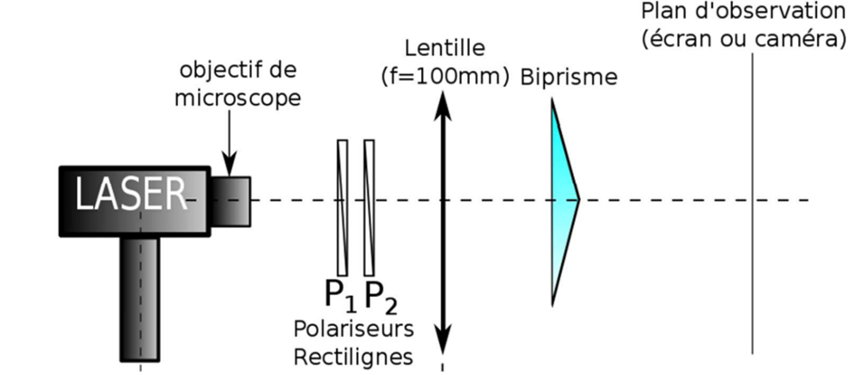 Plan d'observation
(écran ou caméra)
Lentille
(f=100mm)
Biprisme
objectif de
microscope
LASER
P1 P2
Polariseurs
Rectilignes